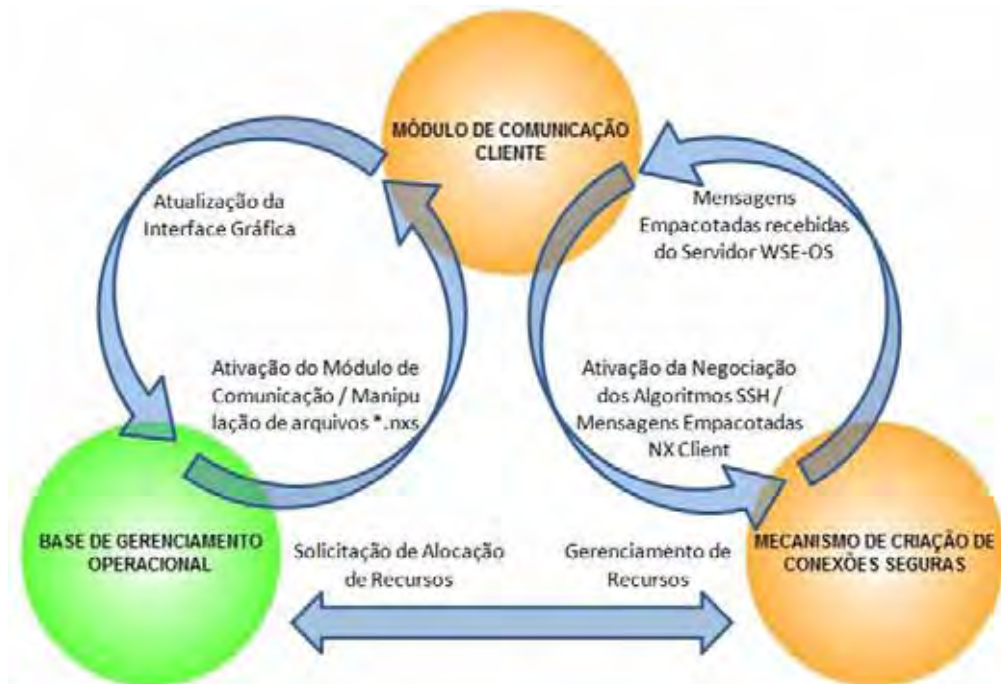 MÓDULO DE COMUNICAÇÃO
CLIENTE
Atualização da
Interface Gráfica
Mensagens
Empacotadas recebidas
do Servidor WSE-OS
Ativação do Módulo de
Comunicação / Manipu
lação de arquivos *.nxs
Ativação da Negociação
dos Algoritmos SSH /
Mensagens Empacotadas
NX Client
BASE DE GERENCIAMENTO
OPERACIONAL
Solicitação de Alocação
de Recursos
Gerenciamento de
Recursos
MECANISMO DE CRIAÇÃO DE
CONEXÕES SEGURAS